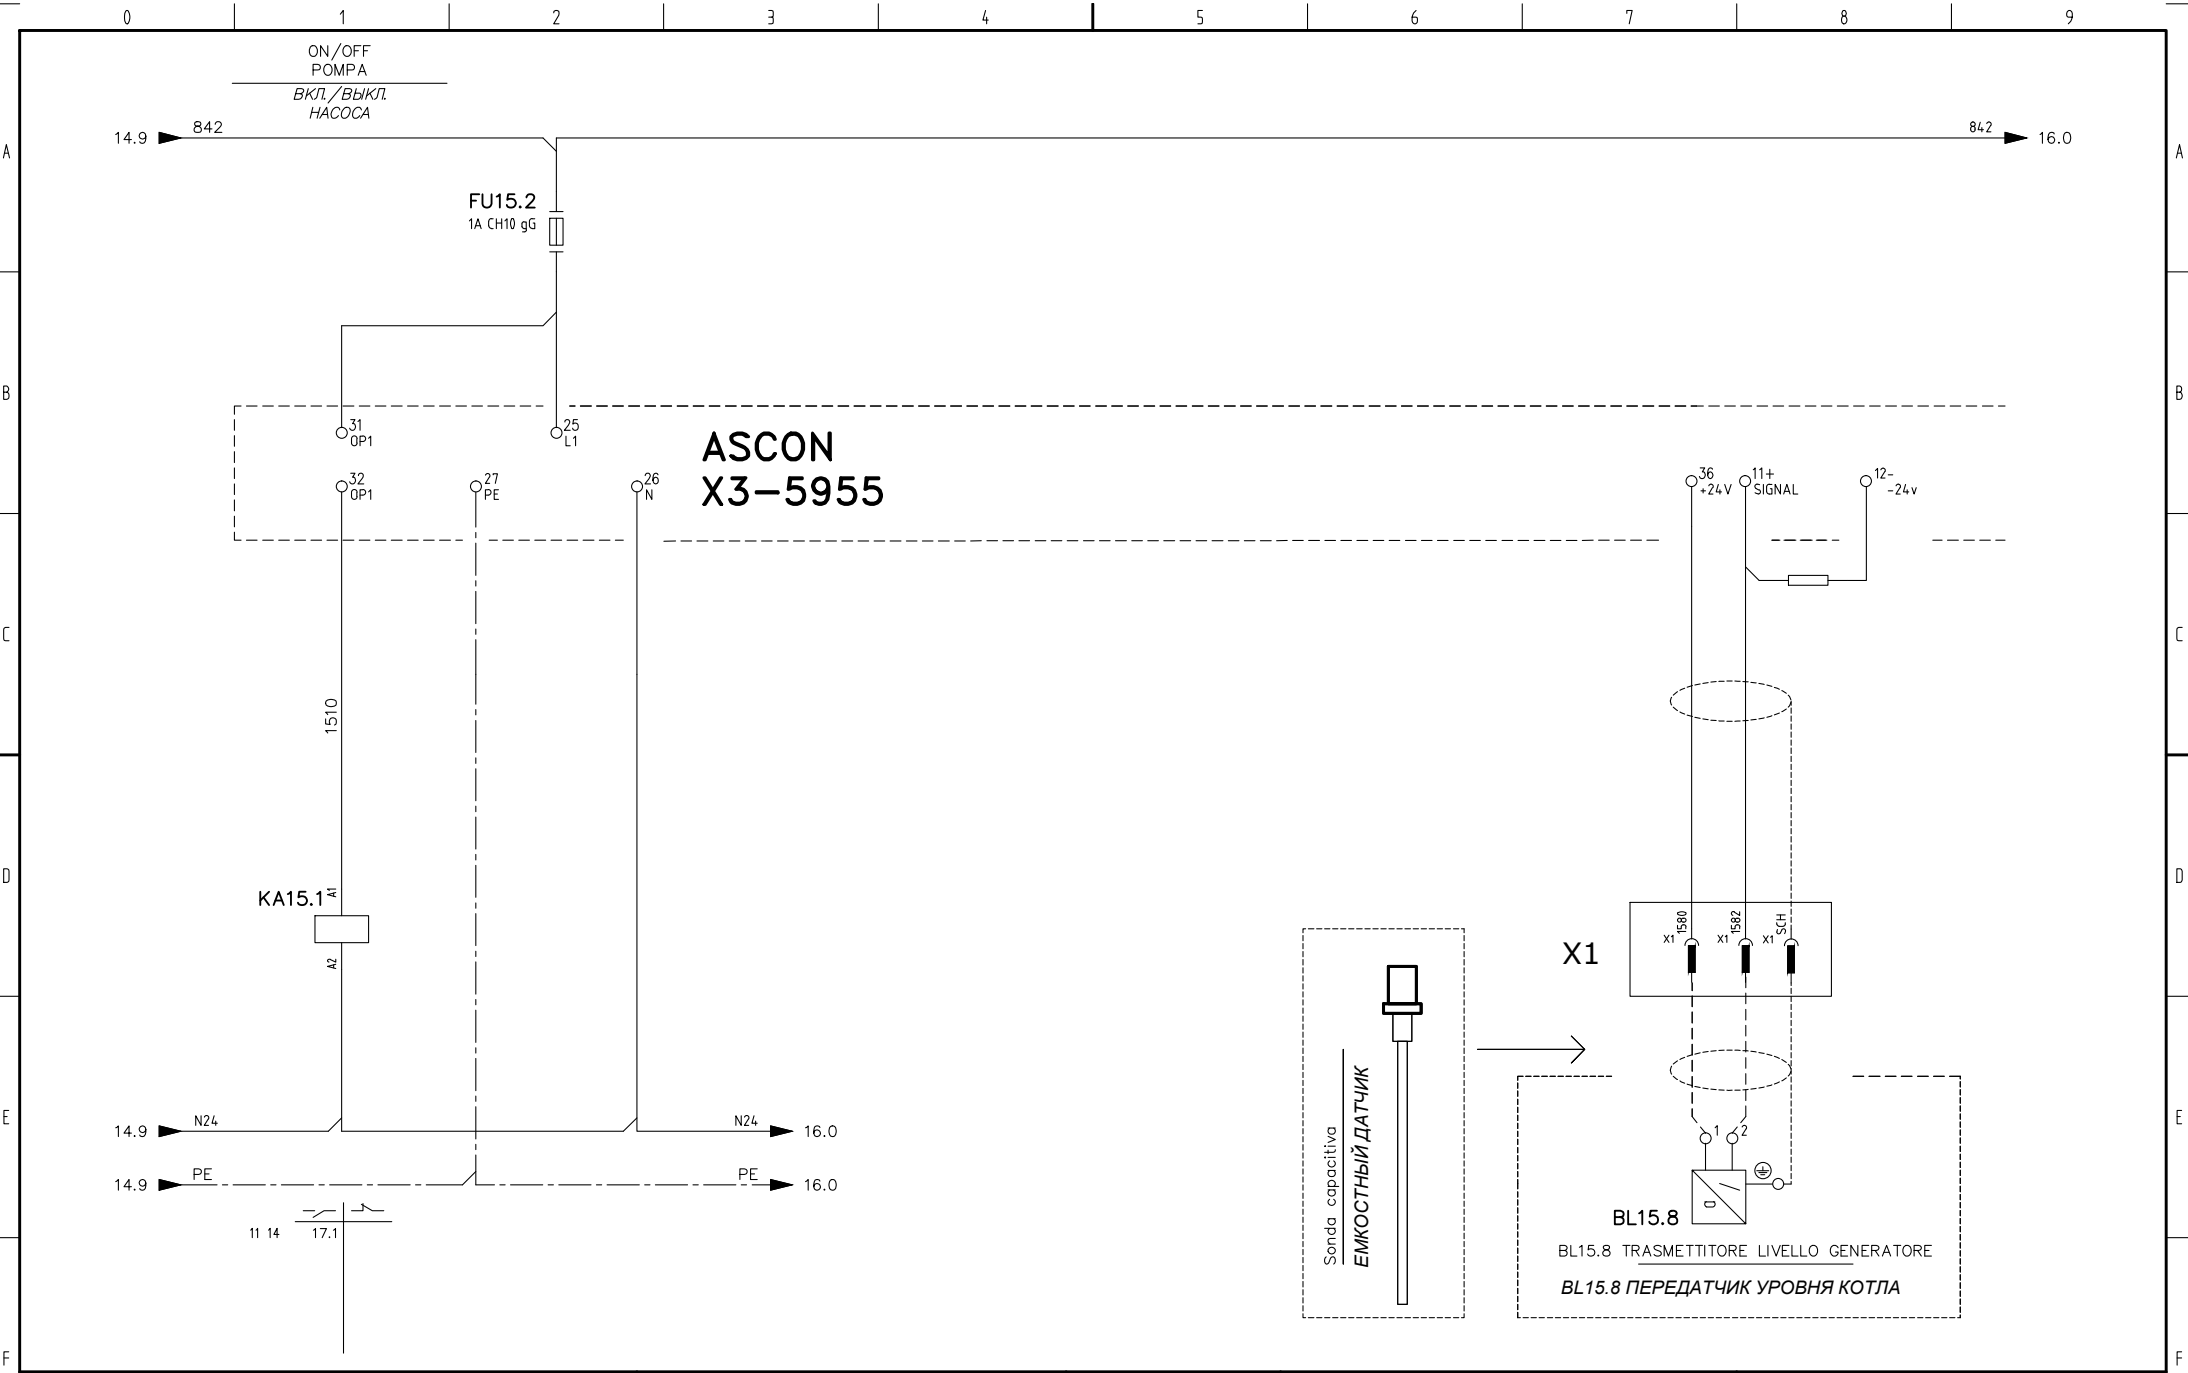 0 1 2 3 4 5 6 7 8 9
ON/OFF
POMPA
ВКЛ./ВЫКЛ.
НАСОСА
14.9 842 842 16.0
A A
FU15.2
1A CH10 gG
B B
31
OP1
25
L1
ASCON
X3-5955
32
OP1
27
PE
26
N
36
+24V
11+
SIGNAL
12-
-24v
C C
1510
D D
KA15.1
A1
A2
X1
X1 1580
X1 1582
X1 SCH
Sonda capacitiva
ЕМКОСТНЫЙ ДАТЧИК
E E
14.9 N24 N24 16.0
14.9 PE PE 16.0
11 14 17.1
1 2
BL15.8
BL15.8 TRASMETTITORE LIVELLO GENERATORE
BL15.8 ПЕРЕДАТЧИК УРОВНЯ КОТЛА
F F